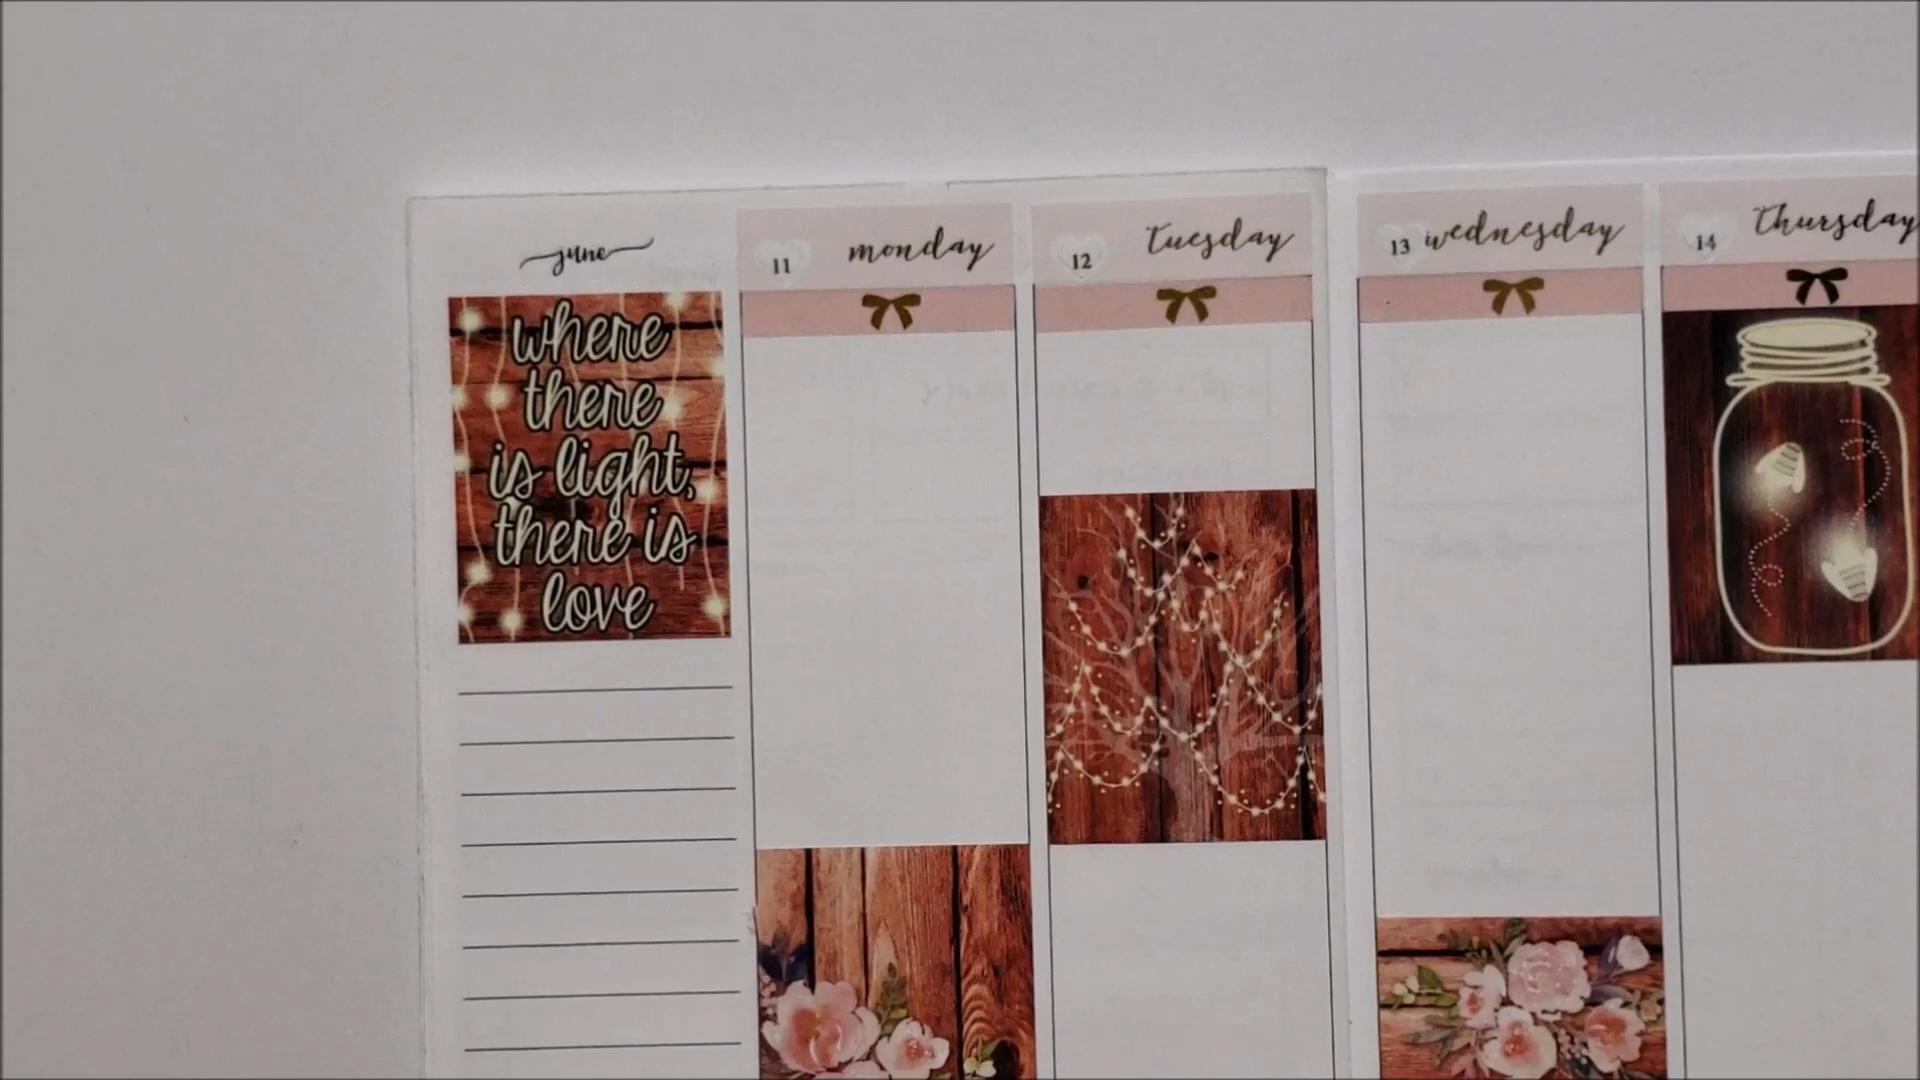 june
11 monday
12 Tuesday
13 wednesday
14 Thursday
where
there
is light,
there is
love